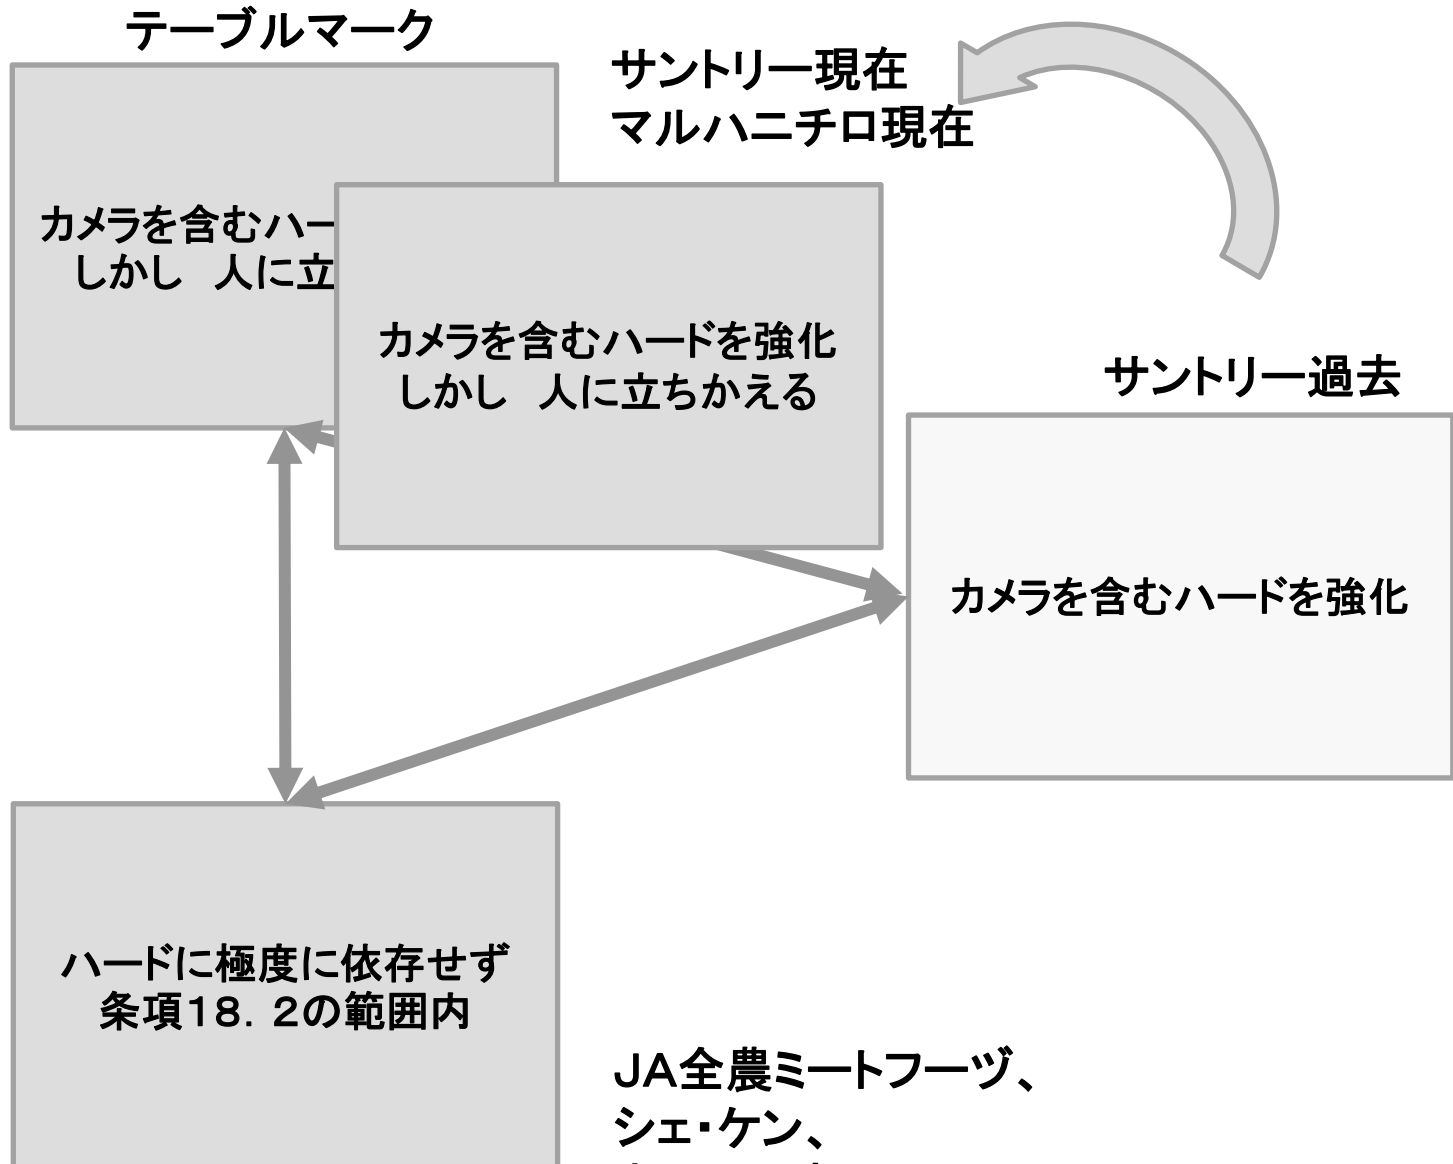 テーブルマーク
サントリー現在
マルハニチロ現在
カメラを含むハー
しかし　人に立
カメラを含むハードを強化
しかし　人に立ちかえる
サントリー過去
カメラを含むハードを強化
ハードに極度に依存せず
条項１８．２の範囲内
ＪＡ全農ミートフーヅ、
シェ・ケン、